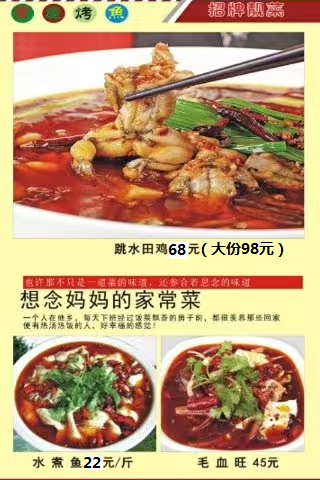 烤 魚
招牌靓菜
跳水田鸡68元(大份98元)
也许那不只是一道菜的味道，还参合着思念的味道
想念妈妈的家常菜
一个人在他乡，每天下班经过饭菜飘香的房子前，都很羡慕那些回家
便有热汤热饭的人，好幸福的感觉！
水 煮 鱼22元/斤
毛 血 旺 45元